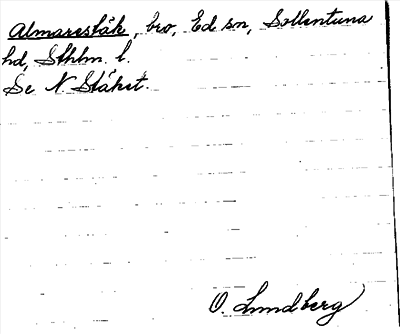 Almarestäk, bro, Ed sn, Sollentuna
hd, Sthlm l.
Se N Stäket.
O. Lundberg